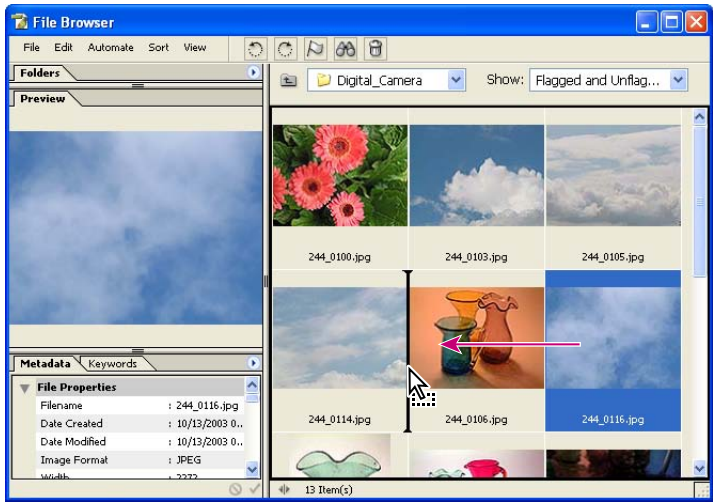 File Browser
File Edit Automate Sort View
Folders
Digital_Camera
Show: Flagged and Unflag...
Preview
244_0100.jpg
244_0103.jpg
244_0105.jpg
244_0114.jpg
244_0106.jpg
244_0116.jpg
Metadata Keywords
File Properties
Filename : 244_0116.jpg
Date Created : 10/13/2003 0..
Date Modified : 10/13/2003 0..
Image Format : JPEG
Width : 2272
13 Item(s)